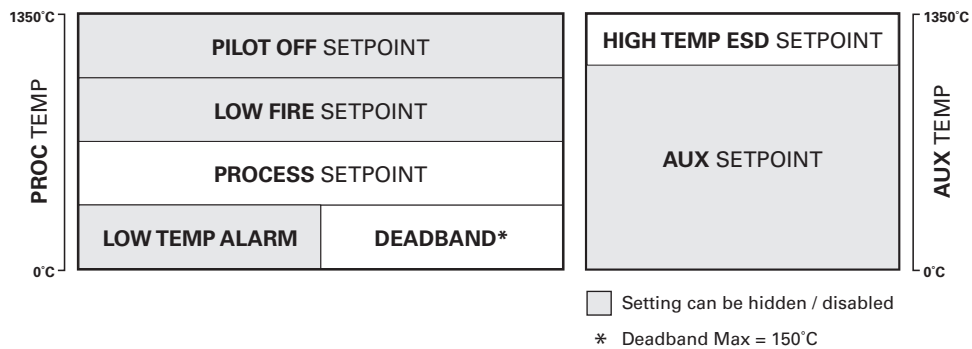 1350˚C
PROC TEMP
0˚C
PILOT OFF SETPOINT
LOW FIRE SETPOINT
PROCESS SETPOINT
LOW TEMP ALARM
DEADBAND*
HIGH TEMP ESD SETPOINT
AUX SETPOINT
1350˚C
AUX TEMP
0˚C
Setting can be hidden / disabled
* Deadband Max = 150˚C